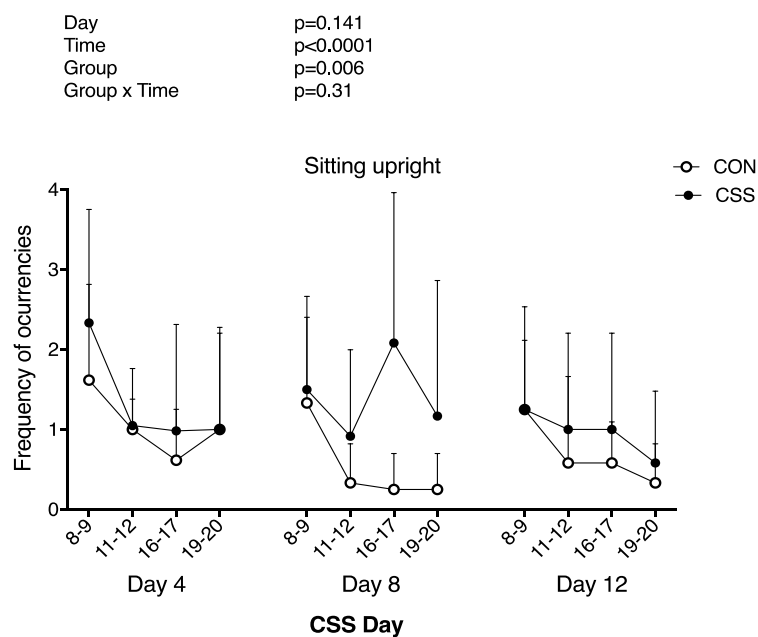 Day p=0.141
Time p<0.0001
Group p=0.006
Group x Time p=0.31
Sitting upright
CON
CSS
Frequency of ocurrencies
4
3
2
1
0
8-9 11-12 16-17 19-20 8-9 11-12 16-17 19-20 8-9 11-12 16-17 19-20
Day 4 Day 8 Day 12
CSS Day